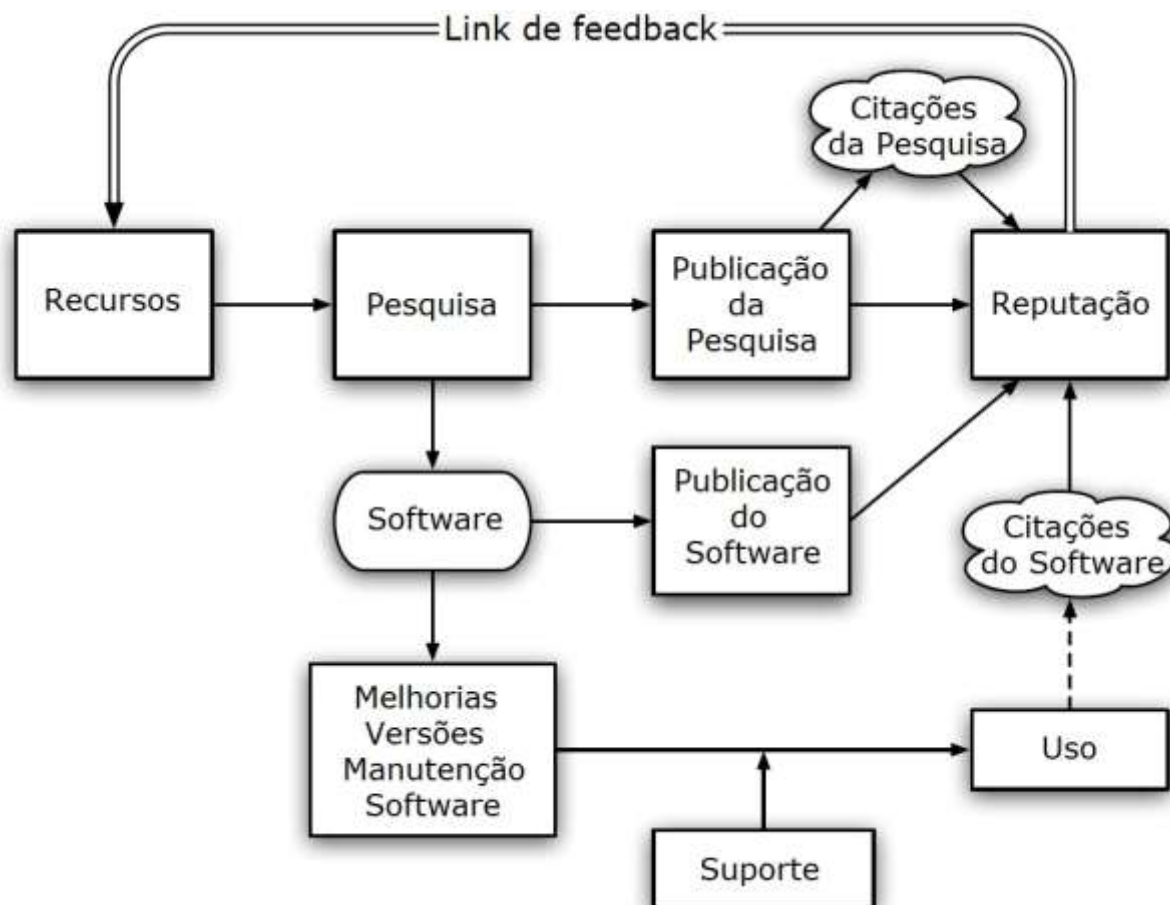 Link de feedback
Citações
da Pesquisa
Recursos
Pesquisa
Publicação
da
Pesquisa
Reputação
Software
Publicação
do
Software
Citações
do Software
Melhorias
Versões
Manutenção
Software
Uso
Suporte